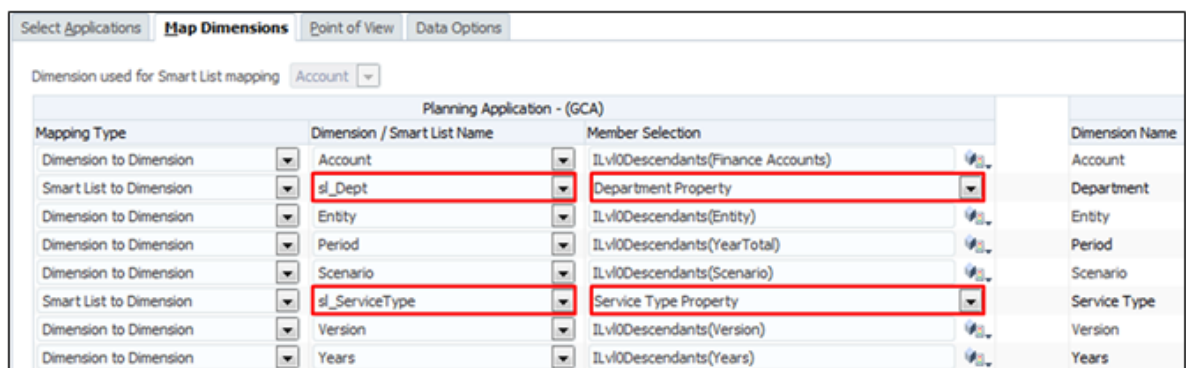 Select Applications Map Dimensions Point of View Data Options
Dimension used for Smart List mapping Account
Planning Application - (GCA)
Mapping Type Dimension / Smart List Name Member Selection Dimension Name
Dimension to Dimension Account ILvl0Descendants(Finance Accounts) Account
Smart List to Dimension sl_Dept Department Property Department
Dimension to Dimension Entity ILvl0Descendants(Entity) Entity
Dimension to Dimension Period ILvl0Descendants(YearTotal) Period
Dimension to Dimension Scenario ILvl0Descendants(Scenario) Scenario
Smart List to Dimension sl_ServiceType Service Type Property Service Type
Dimension to Dimension Version ILvl0Descendants(Version) Version
Dimension to Dimension Years ILvl0Descendants(Years) Years